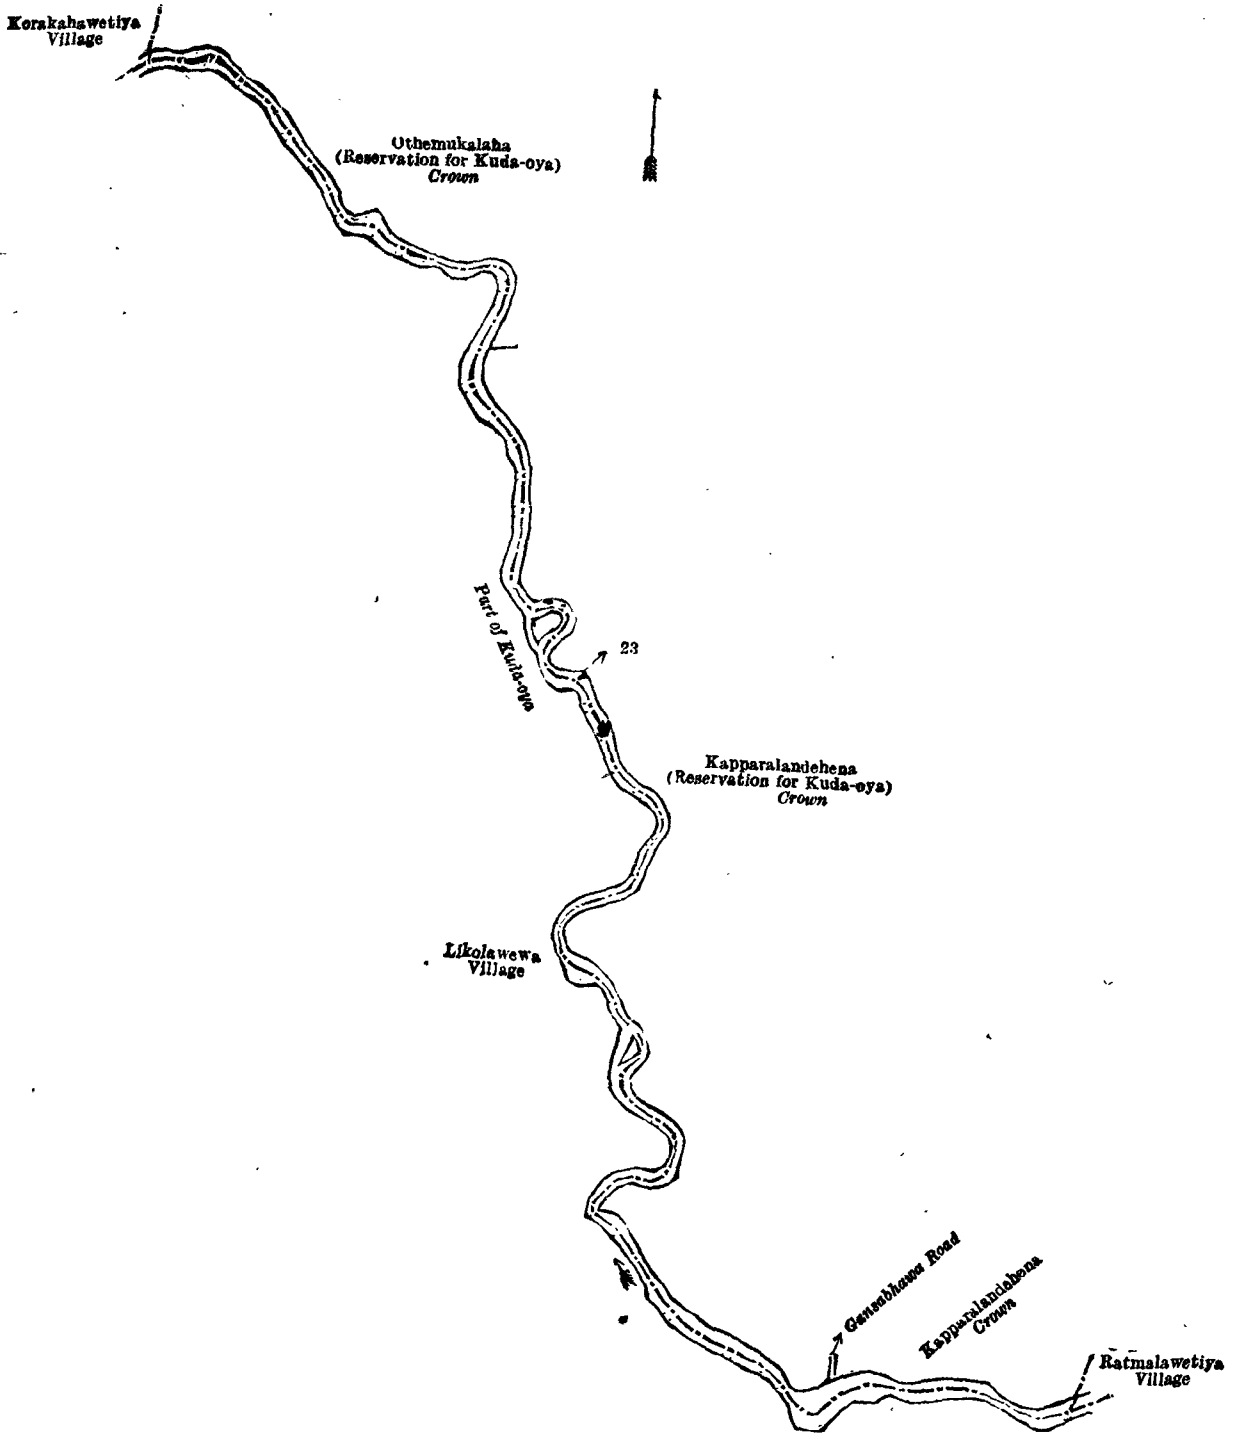 Korakahawetiya
Village
Othemukalaha
(Reservation for Kuda-oya)
Crown
Part of Kuda-oya
23
Kapparalandehena
(Reservation for Kuda-oya)
Crown
Likolawewa
Village
Gansabhawa Road
Kapparalandehena
Crown
Ratmalawetiya
Village